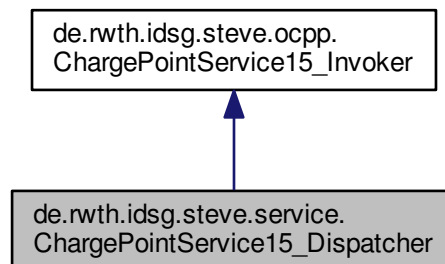 de.rwth.idsg.steve.ocpp.
ChargePointService15_Invoker
de.rwth.idsg.steve.service.
ChargePointService15_Dispatcher